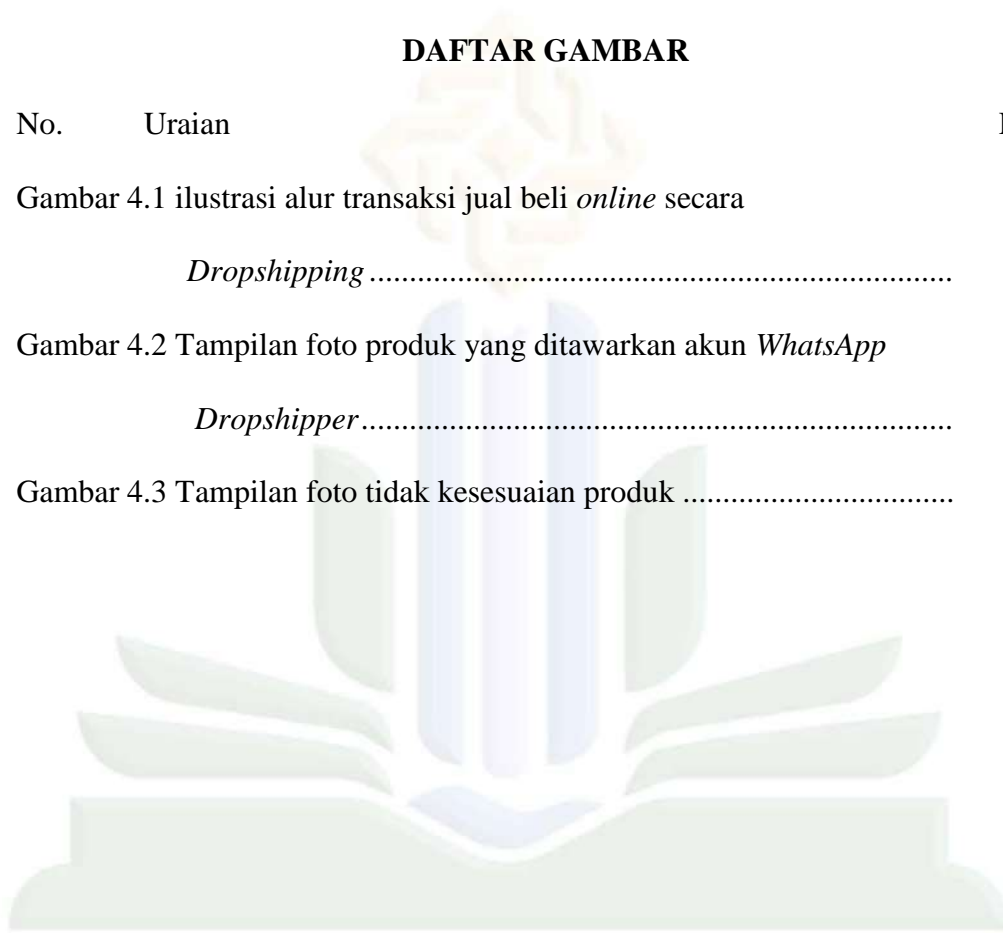 DAFTAR GAMBAR
No. Uraian
Gambar 4.1 ilustrasi alur transaksi jual beli online secara
Dropshipping .........................................................................
Gambar 4.2 Tampilan foto produk yang ditawarkan akun WhatsApp
Dropshipper..........................................................................
Gambar 4.3 Tampilan foto tidak kesesuaian produk ..................................